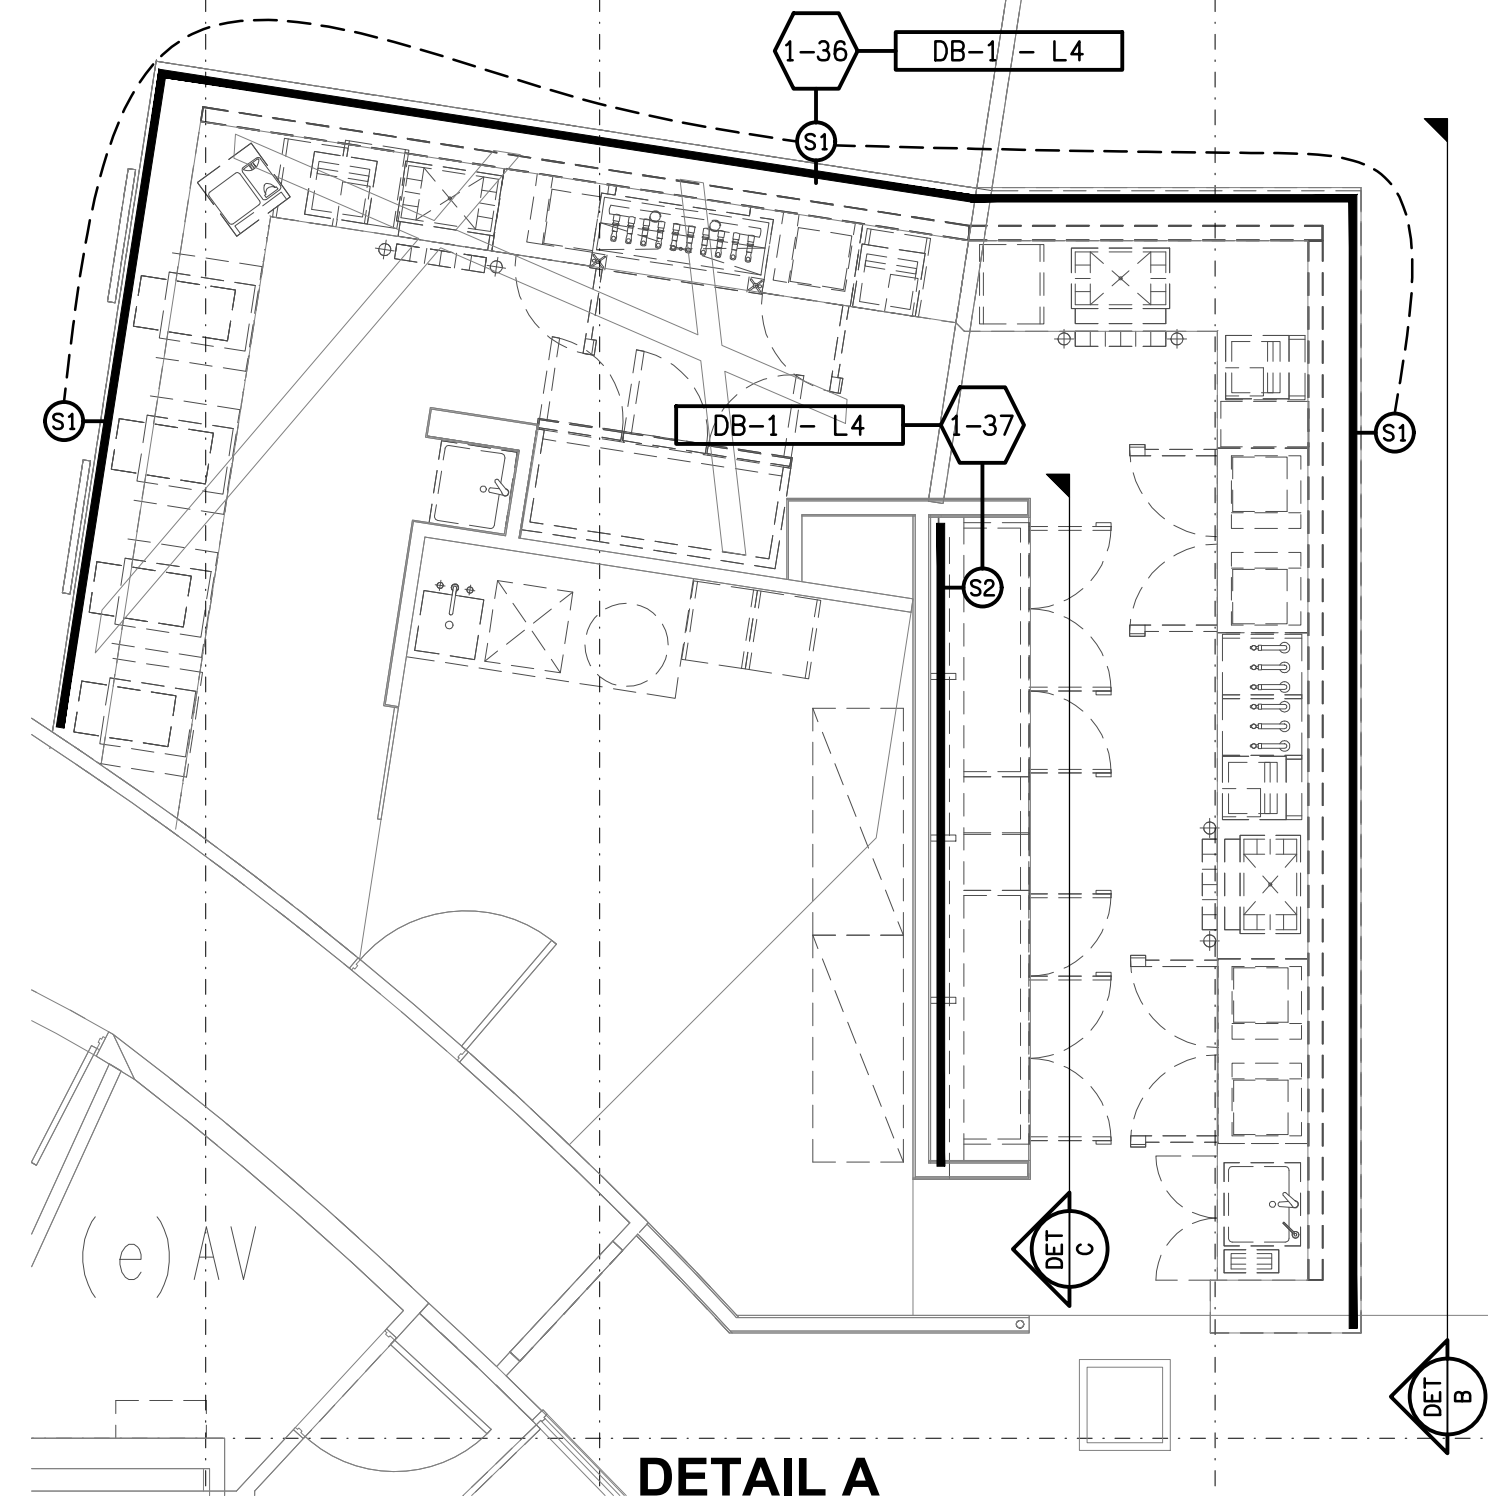 1-36
DB-1 - L4
S1
S1
DB-1 - L4
1-37
S1
S2
DET
C
(e)AV
DET
B
DETAIL A